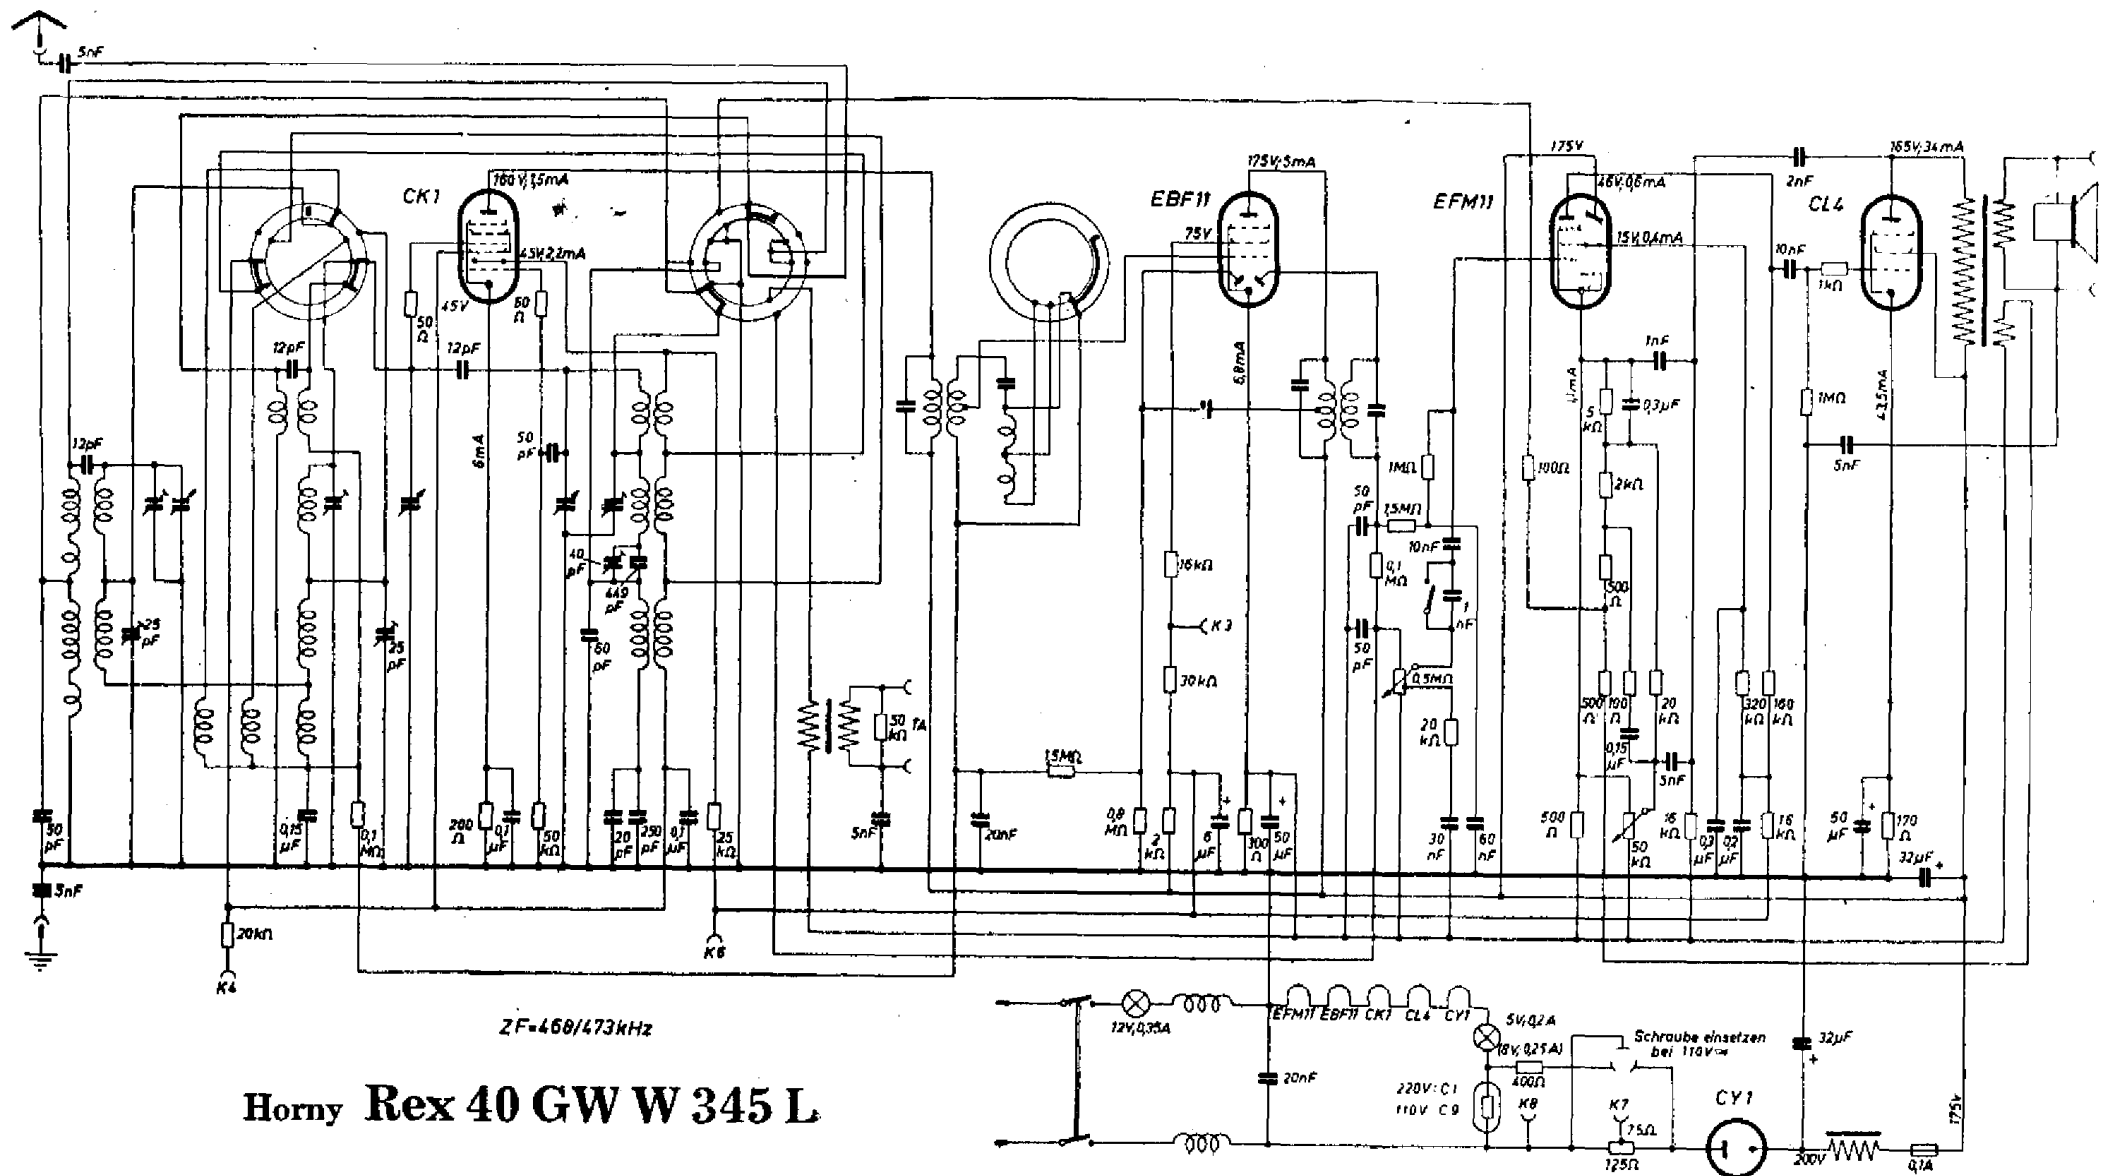 5nF
CK1
160V,1,5mA
45V,2,2mA
45V
50 Ω
60 Ω
12pF
12pF
12pF
6mA
50 pF
40 pF
449 pF
60 pF
25 pF
25 pF
50 pF
5nF
0,15 µF
0,1 MΩ
200 Ω
0,1 µF
50 kΩ
20 pF
250 pF
0,1 µF
25 kΩ
50 kΩ
TA
5nF
20kΩ
K4
K6
EBF11
175V,5mA
75V
6,8mA
16kΩ
K3
30kΩ
1,5MΩ
20nF
0,8 MΩ
2 kΩ
6 µF
+
300 Ω
50 µF
+
EFM11
175V
46V,0,6mA
15V,0,4mA
1,1mA
1MΩ
50 pF
1,5MΩ
0,1 MΩ
10nF
1 nF
50 pF
0,5MΩ
20 kΩ
30 nF
60 nF
100Ω
5 kΩ
0,3µF
1nF
2kΩ
500 Ω
500 Ω
100 Ω
20 kΩ
0,15 µF
5nF
500 Ω
50 kΩ
16 kΩ
0,3 µF
0,2 µF
320 kΩ
160 kΩ
16 kΩ
CL4
165V,34mA
2nF
10nF
1kΩ
1MΩ
43,5mA
5nF
50 µF
+
170 Ω
32µF
+
ZF=468/473kHz
Horny Rex 40 GW W 345 L
12V,0,35A
EFM11 EBF11 CK1 CL4 CY1
5V,0,2A
(8V,0,25A)
400Ω
Schraube einsetzen
bei 110V
20nF
220V: C1
110V C9
K8
K7
75Ω
125Ω
CY1
32µF
+
200V
175V
0,1A